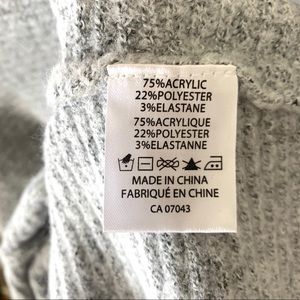 75%ACRYLIC
22%POLYESTER
3%ELASTANE
75%ACRYLIQUE
22%POLYESTER
3%ELASTANNE
MADE IN CHINA
FABRIQUÉ EN CHINE
CA 07043